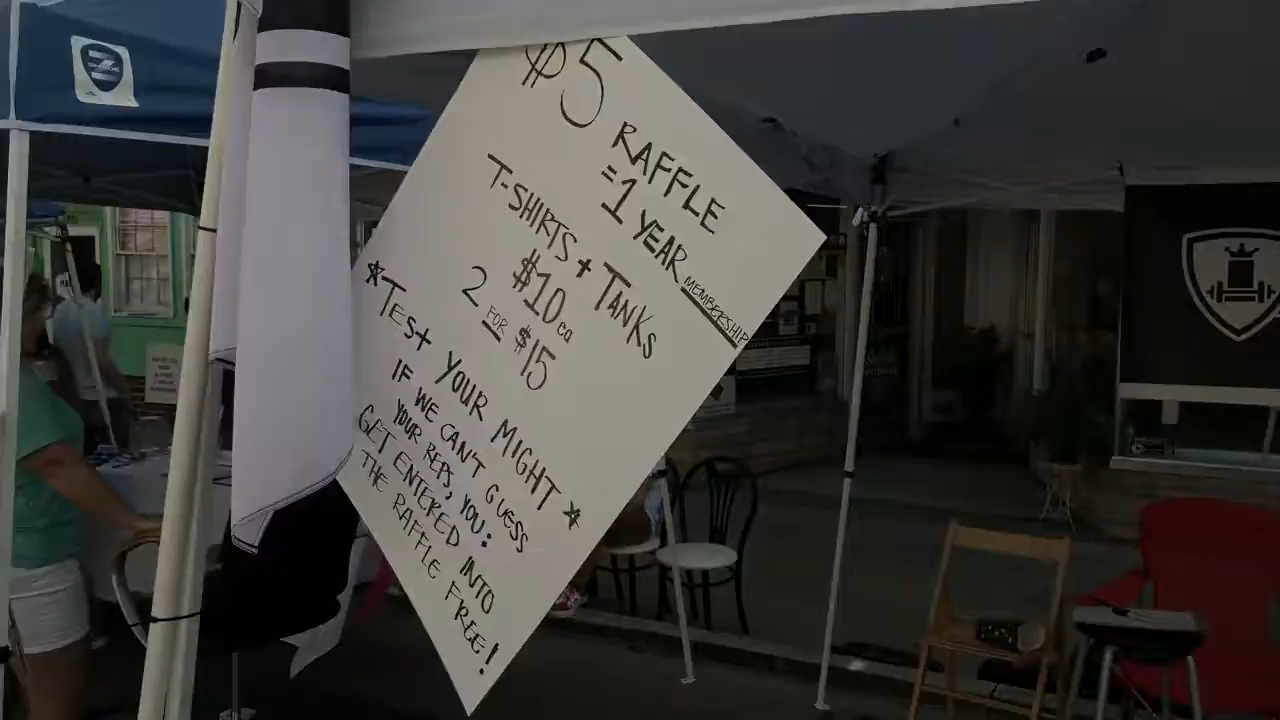 $5 RAFFLE
=1 YEAR MEMBERSHIP
T-SHIRTS + TANKS
$10 ea
2 FOR $15
*TEST YOUR MIGHT*
IF WE CAN'T GUESS
YOUR REPS, YOU:
GET ENTERED INTO
THE RAFFLE FREE!